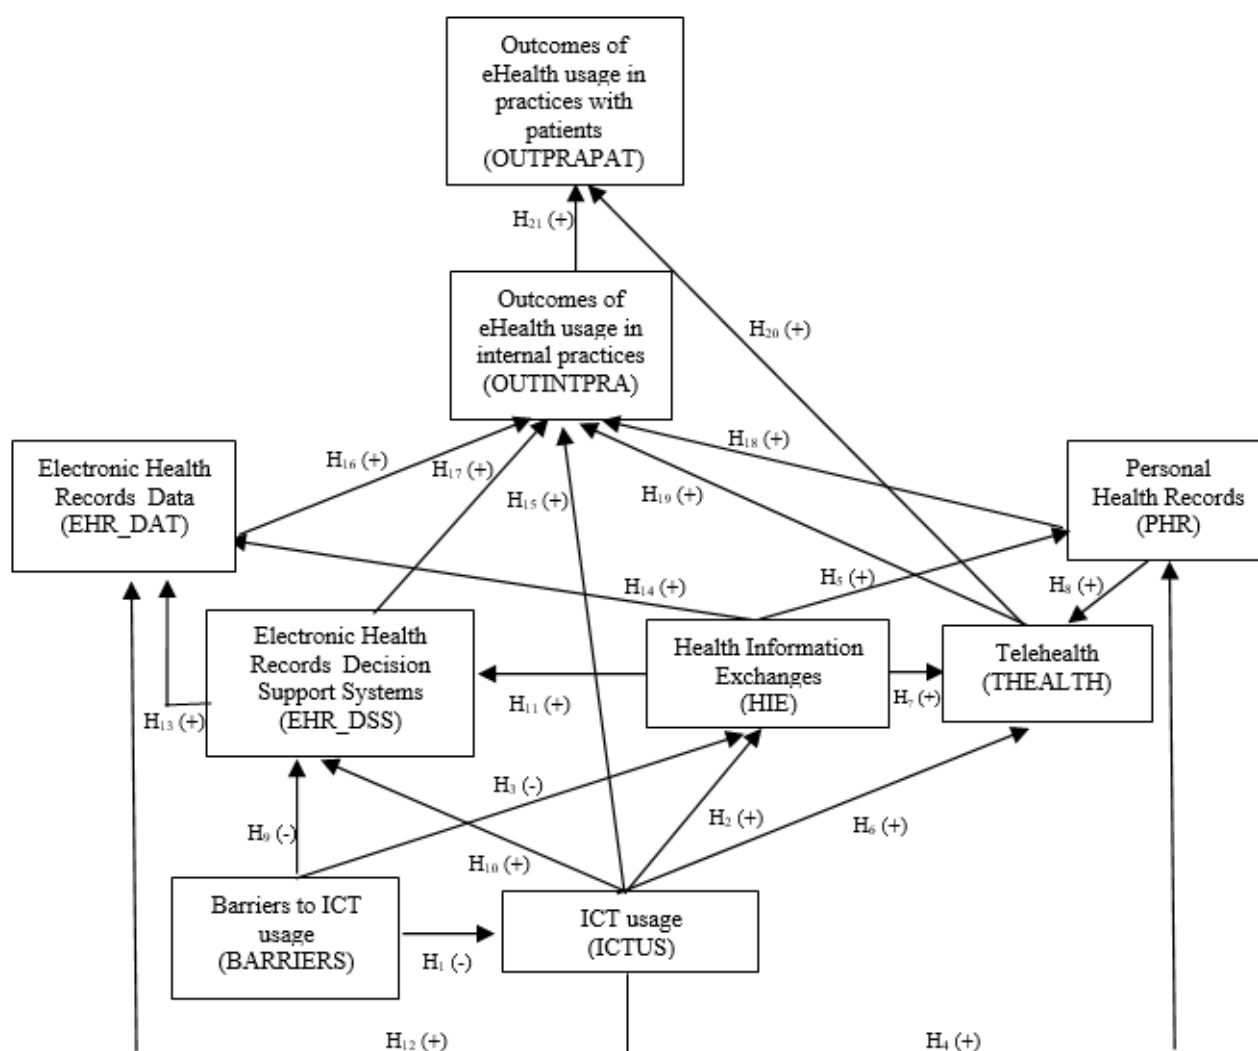 Outcomes of
eHealth usage in
practices with
patients
(OUTPRAPAT)
H₂₁ (+)
Outcomes of
eHealth usage in
internal practices
(OUTINTPRA)
H₂₀ (+)
Electronic Health
Records Data
(EHR_DAT)
H₁₆ (+)
H₁₇ (+)
H₁₅ (+)
H₁₉ (+)
H₁₈ (+)
Personal
Health Records
(PHR)
H₁₄ (+)
H₅ (+)
H₈ (+)
Electronic Health
Records Decision
Support Systems
(EHR_DSS)
H₁₃ (+)
H₁₁ (+)
Health Information
Exchanges
(HIE)
H₇ (+)
Telehealth
(THEALTH)
H₃ (-)
H₂ (+)
H₆ (+)
H₉ (-)
H₁₀ (+)
Barriers to ICT
usage
(BARRIERS)
H₁ (-)
ICT usage
(ICTUS)
H₁₂ (+)
H₄ (+)